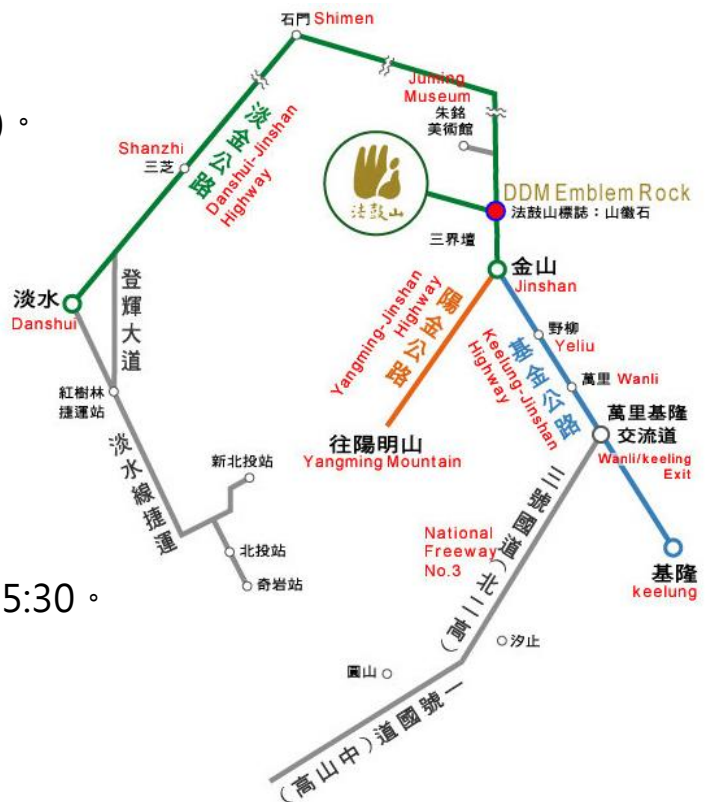 石門 Shimen
)。
Juming
Museum
朱銘
美術館
Shanzhi
三芝
淡金公路
Danshui-Jinshan
Highway
法鼓山
DDM Emblem Rock
法鼓山標誌：山徽石
三界壇
金山
Jinshan
淡水
Danshui
登輝大道
陽金公路
Yangming-Jinshan
Highway
野柳
Yeliu
基金公路
Keelung-Jinshan
Highway
萬里 Wanli
紅樹林
捷運站
萬里基隆
交流道
Wanli/keeling
Exit
往陽明山
Yangming Mountain
淡水線捷運
新北投站
北投站
奇岩站
National
Freeway
No.3
三號國道(北二高)
基隆
keelung
5:30。
汐止
圓山
(高山中)道國號一